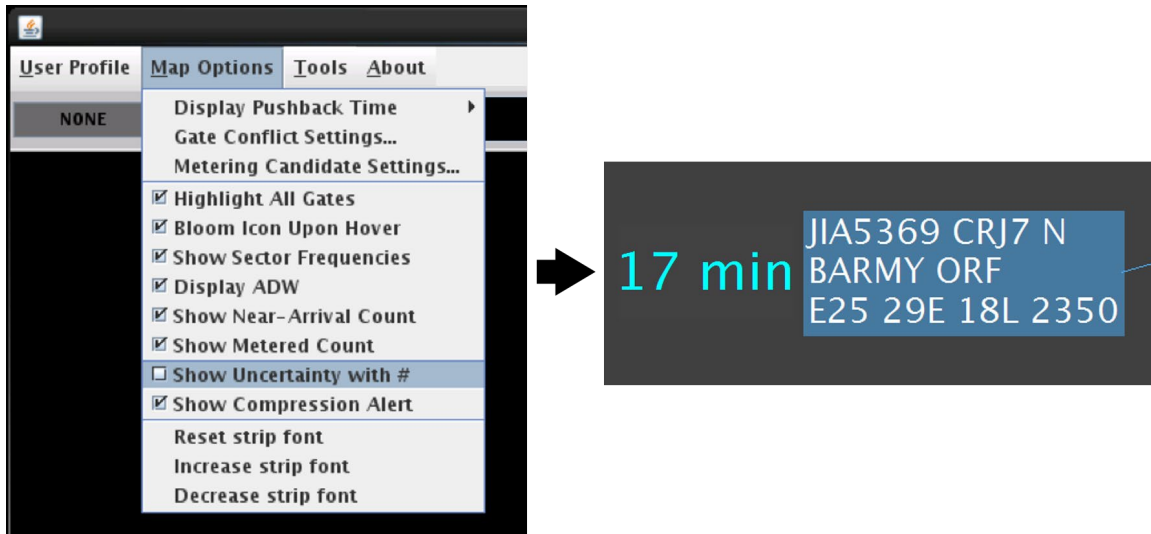 User Profile Map Options Tools About
NONE
Display Pushback Time
Gate Conflict Settings...
Metering Candidate Settings...
Highlight All Gates
Bloom Icon Upon Hover
Show Sector Frequencies
Display ADW
Show Near-Arrival Count
Show Metered Count
Show Uncertainty with #
Show Compression Alert
Reset strip font
Increase strip font
Decrease strip font
17 min
JIA5369 CRJ7 N
BARMY ORF
E25 29E 18L 2350